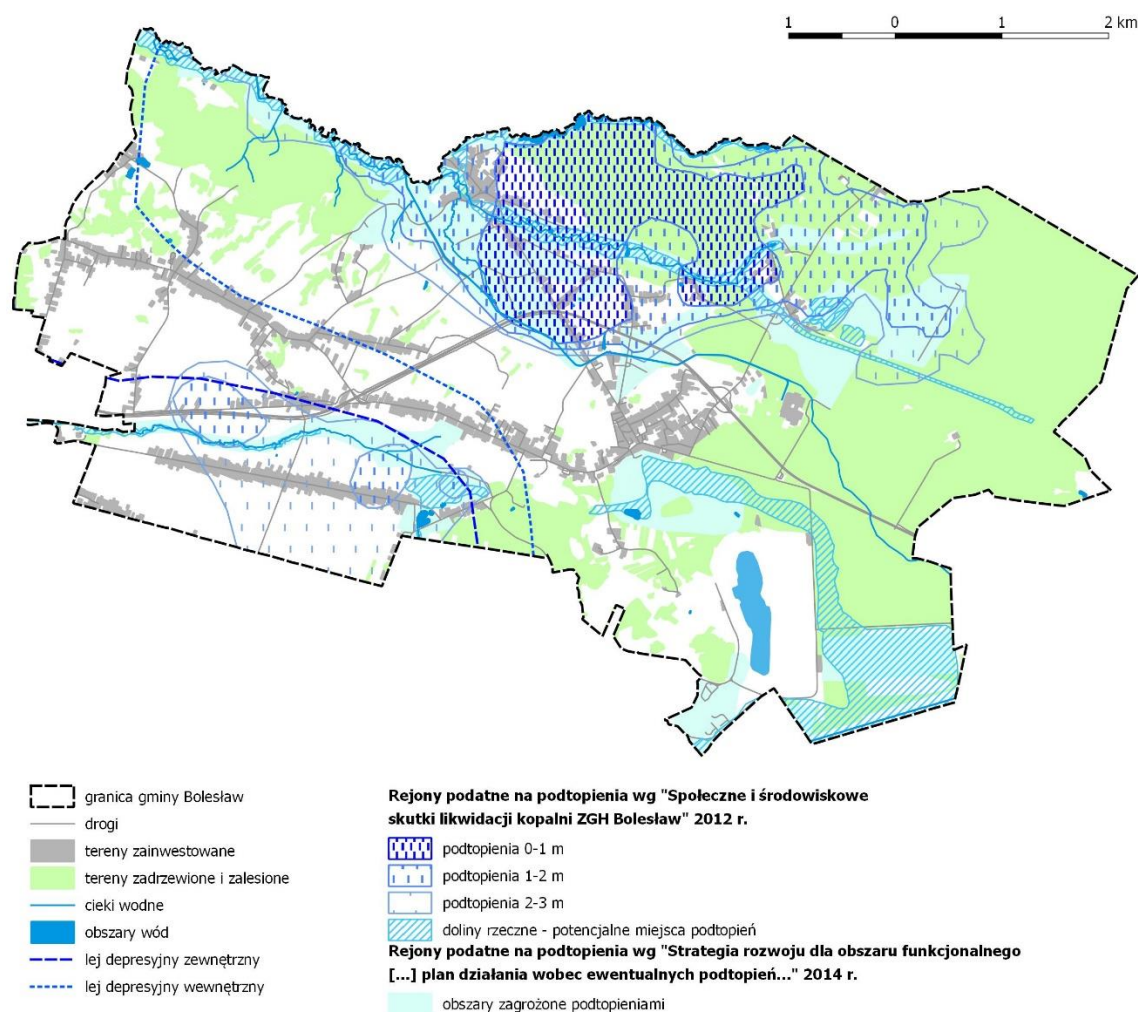 1 0 1 2 km
granica gminy Bolesław
drogi
tereny zainwestowane
tereny zadrzewione i zalesione
cieki wodne
obszary wód
lej depresyjny zewnętrzny
lej depresyjny wewnętrzny
Rejony podatne na podtopienia wg "Społeczne i środowiskowe
skutki likwidacji kopalni ZGH Bolesław" 2012 r.
podtopienia 0-1 m
podtopienia 1-2 m
podtopienia 2-3 m
doliny rzeczne - potencjalne miejsca podtopień
Rejony podatne na podtopienia wg "Strategia rozwoju dla obszaru funkcjonalnego
[...] plan działania wobec ewentualnych podtopień..." 2014 r.
obszary zagrożone podtopieniami